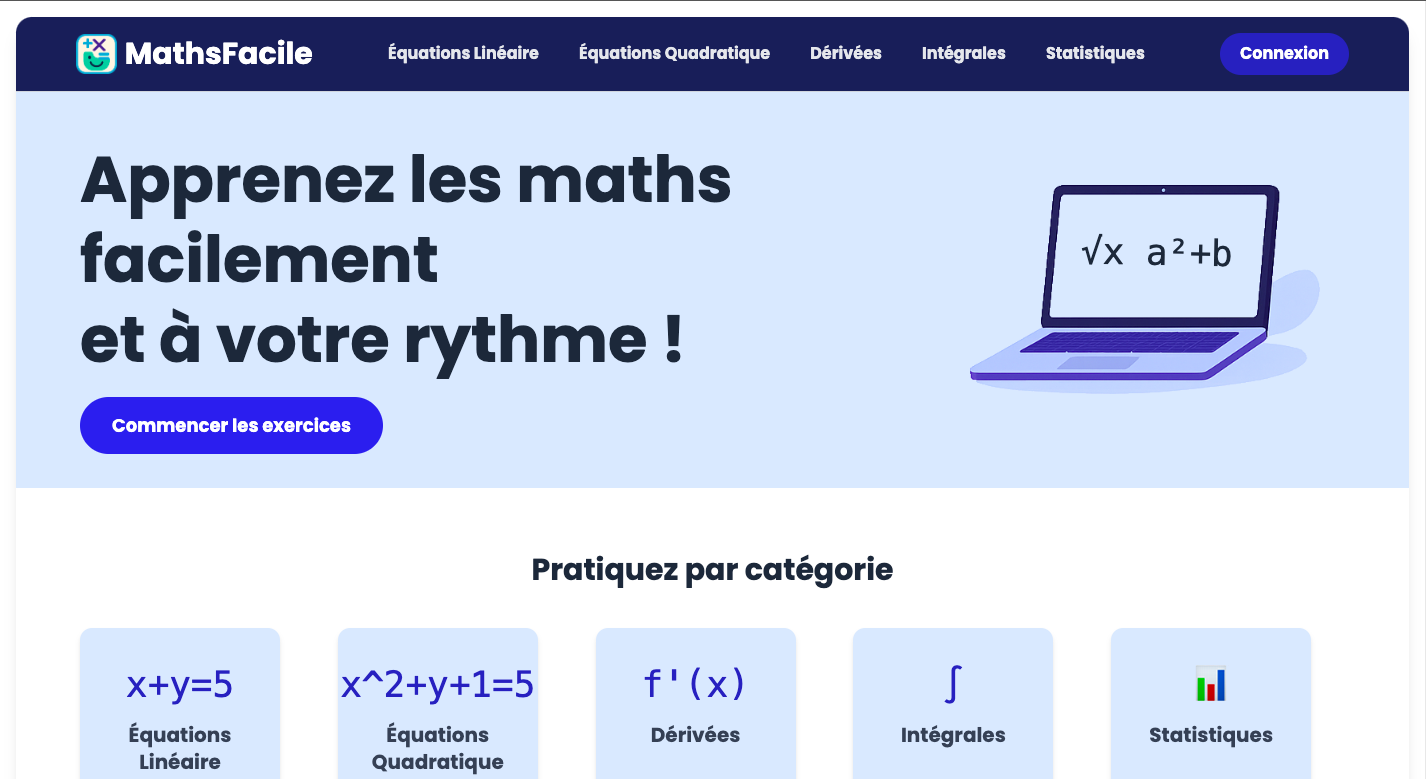 MathsFacile
Équations Linéaire
Équations Quadratique
Dérivées
Intégrales
Statistiques
Connexion
Apprenez les maths
facilement
et à votre rythme !
√x a²+b
Commencer les exercices
Pratiquez par catégorie
x+y=5
Équations
Linéaire
x^2+y+1=5
Équations
Quadratique
f'(x)
Dérivées
∫
Intégrales
Statistiques